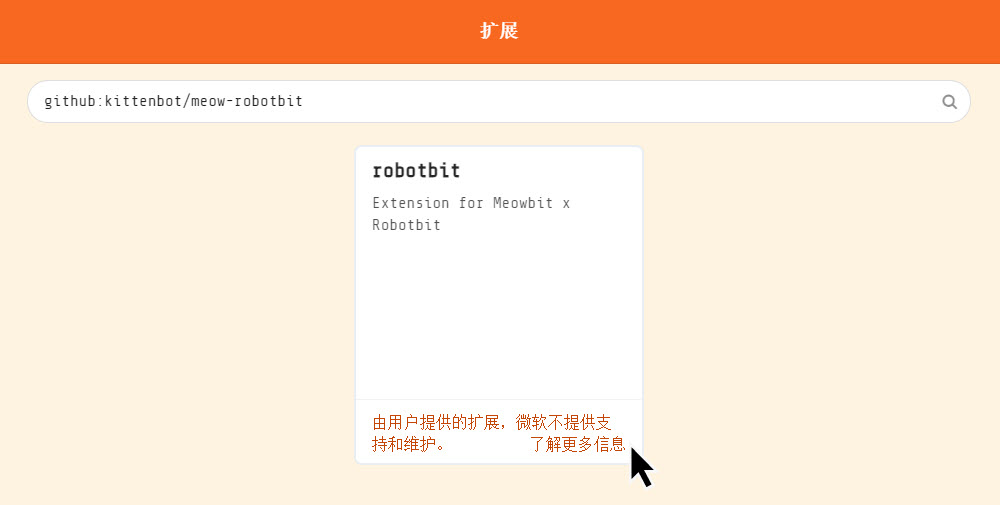 扩展
github:kittenbot/meow-robotbit
robotbit
Extension for Meowbit x
Robotbit
由用户提供的扩展，微软不提供支
持和维护。 了解更多信息